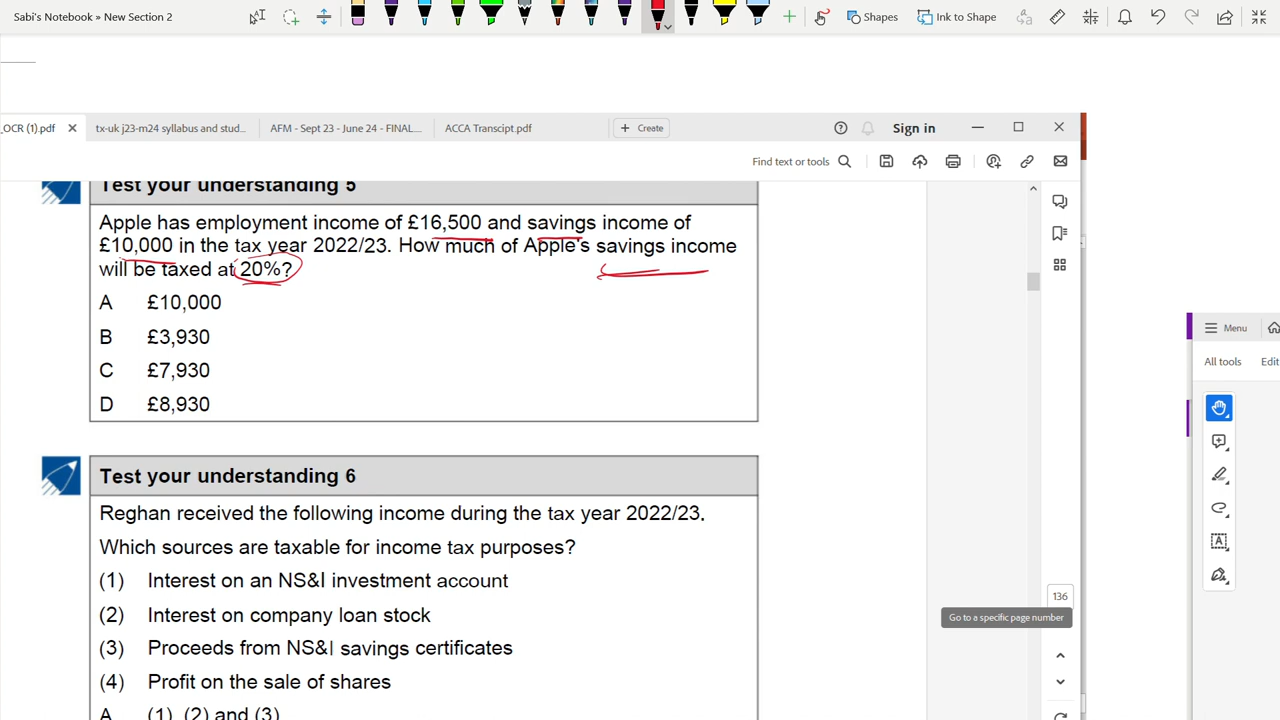 Sabi's Notebook » New Section 2
Shapes
Ink to Shape
_OCR (1).pdf
tx-uk j23-m24 syllabus and stud...
AFM - Sept 23 - June 24 - FINAL....
ACCA Transcipt.pdf
+ Create
Sign in
Find text or tools
Test your understanding 5
Apple has employment income of £16,500 and savings income of
£10,000 in the tax year 2022/23. How much of Apple's savings income
will be taxed at 20%?
A £10,000
B £3,930
C £7,930
D £8,930
Menu
All tools
Edit
Test your understanding 6
Reghan received the following income during the tax year 2022/23.
Which sources are taxable for income tax purposes?
(1) Interest on an NS&I investment account
(2) Interest on company loan stock
(3) Proceeds from NS&I savings certificates
(4) Profit on the sale of shares
A (1), (2) and (3)
136
Go to a specific page number